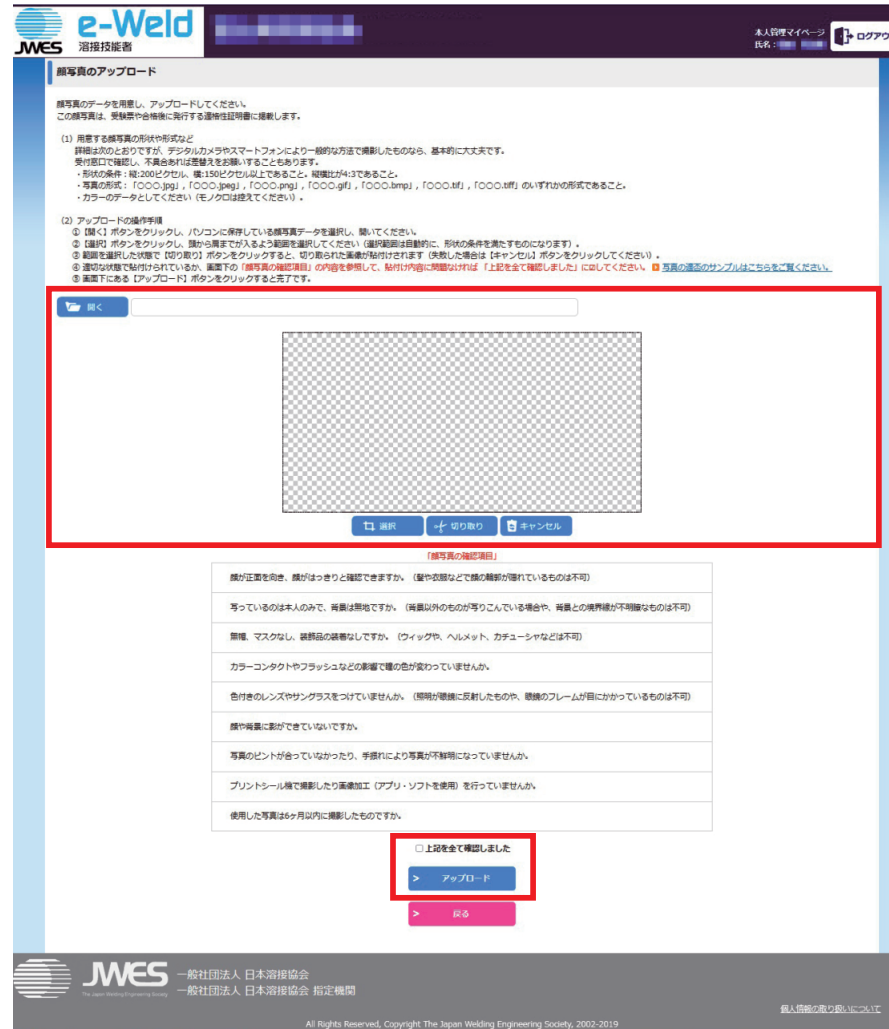 JWES
e-Weld
溶接技能者
本人管理マイページ
氏名:
ログアウ
顔写真のアップロード
顔写真のデータを用意し、アップロードしてください。
この顔写真は、受験票や合格後に発行する適格性証明書に掲載します。
(1) 用意する顔写真の形状や形式など
詳細は次のとおりですが、デジタルカメラやスマートフォンにより一般的な方法で撮影したものなら、基本的に大丈夫です。
受付窓口で確認し、不具合あれば差替えをお願いすることもあります。
・形状の条件:縦:200ピクセル、横:150ピクセル以上であること。縦横比が4:3であること。
・写真の形式:「〇〇〇.jpg」,「〇〇〇.jpeg」,「〇〇〇.png」,「〇〇〇.gif」,「〇〇〇.bmp」,「〇〇〇.tif」,「〇〇〇.tiff」のいずれかの形式であること。
・カラーのデータとしてください(モノクロは控えてください)。
(2) アップロードの操作手順
① 【開く】ボタンをクリックし、パソコンに保存している顔写真データを選択し、開いてください。
② 【選択】ボタンをクリックし、頭から肩までが入るよう範囲を選択してください(選択範囲は自動的に、形状の条件を満たすものになります)。
③ 範囲を選択した状態で【切り取り】ボタンをクリックすると、切り取られた画像が貼付けされます(失敗した場合は【キャンセル】ボタンをクリックしてください)。
④ 適切な状態で貼付けられているか、画面下の「顔写真の確認項目」の内容を参照して、貼付け内容に問題なければ「上記を全て確認しました」に☑してください。 写真の適否のサンプルはこちらをご覧ください。
⑤ 画面下にある【アップロード】ボタンをクリックすると完了です。
開く
選択 切り取り キャンセル
「顔写真の確認項目」
顔が正面を向き、顔がはっきりと確認できますか。(髪や衣服などで顔の輪郭が隠れているものは不可)
写っているのは本人のみで、背景は無地ですか。(背景以外のものが写りこんでいる場合や、背景との境界線が不明瞭なものは不可)
無帽、マスクなし、装飾品の装着なしですか。(ウィッグや、ヘルメット、カチューシャなどは不可)
カラーコンタクトやフラッシュなどの影響で瞳の色が変わっていませんか。
色付きのレンズやサングラスをつけていませんか。(照明が眼鏡に反射したものや、眼鏡のフレームが目にかかっているものは不可)
顔や背景に影ができていないですか。
写真のピントが合っていなかったり、手振れにより写真が不鮮明になっていませんか。
プリントシール機で撮影したり画像加工(アプリ・ソフトを使用)を行っていませんか。
使用した写真は6ヶ月以内に撮影したものですか。
上記を全て確認しました
> アップロード
> 戻る
JWES
The Japan Welding Engineering Society
一般社団法人 日本溶接協会
一般社団法人 日本溶接協会 指定機関
個人情報の取り扱いについて
All Rights Reserved, Copyright The Japan Welding Engineering Society, 2002-2019